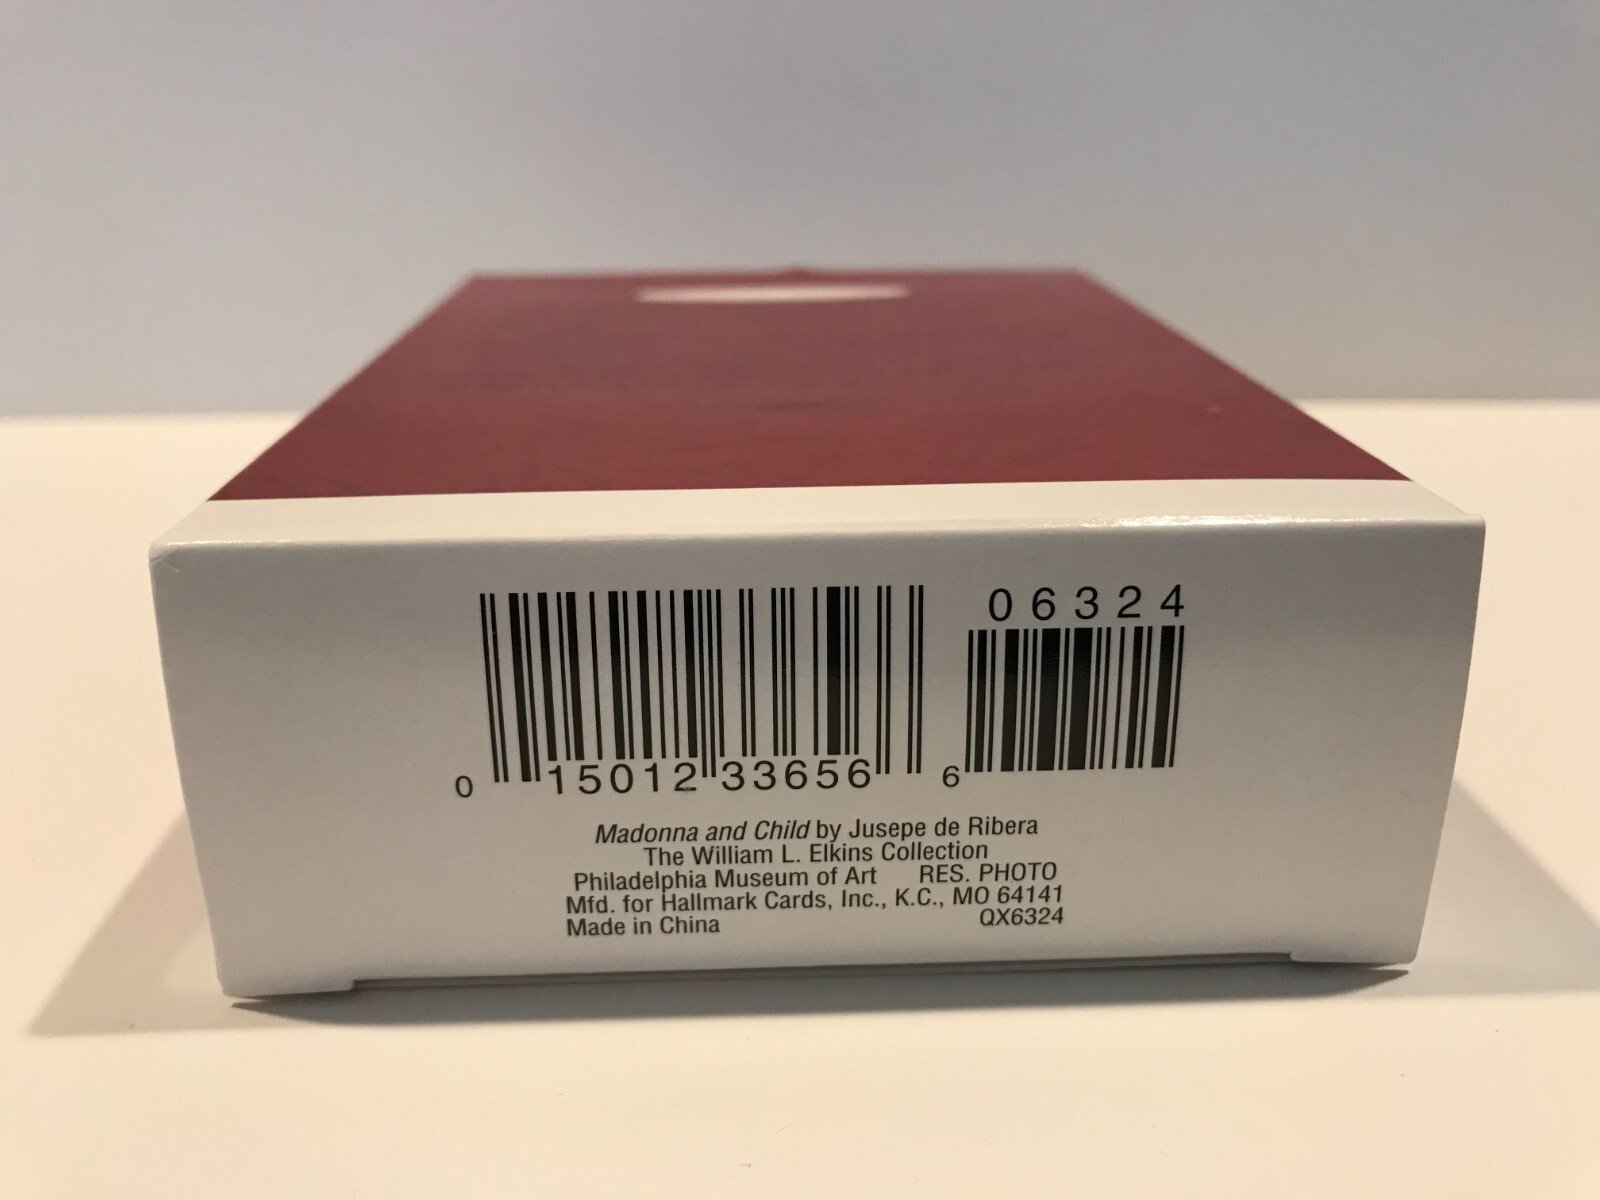 06324
0 15012 33656 6
Madonna and Child by Jusepe de Ribera
The William L. Elkins Collection
Philadelphia Museum of Art RES. PHOTO
Mfd. for Hallmark Cards, Inc., K.C., MO 64141
Made in China QX6324